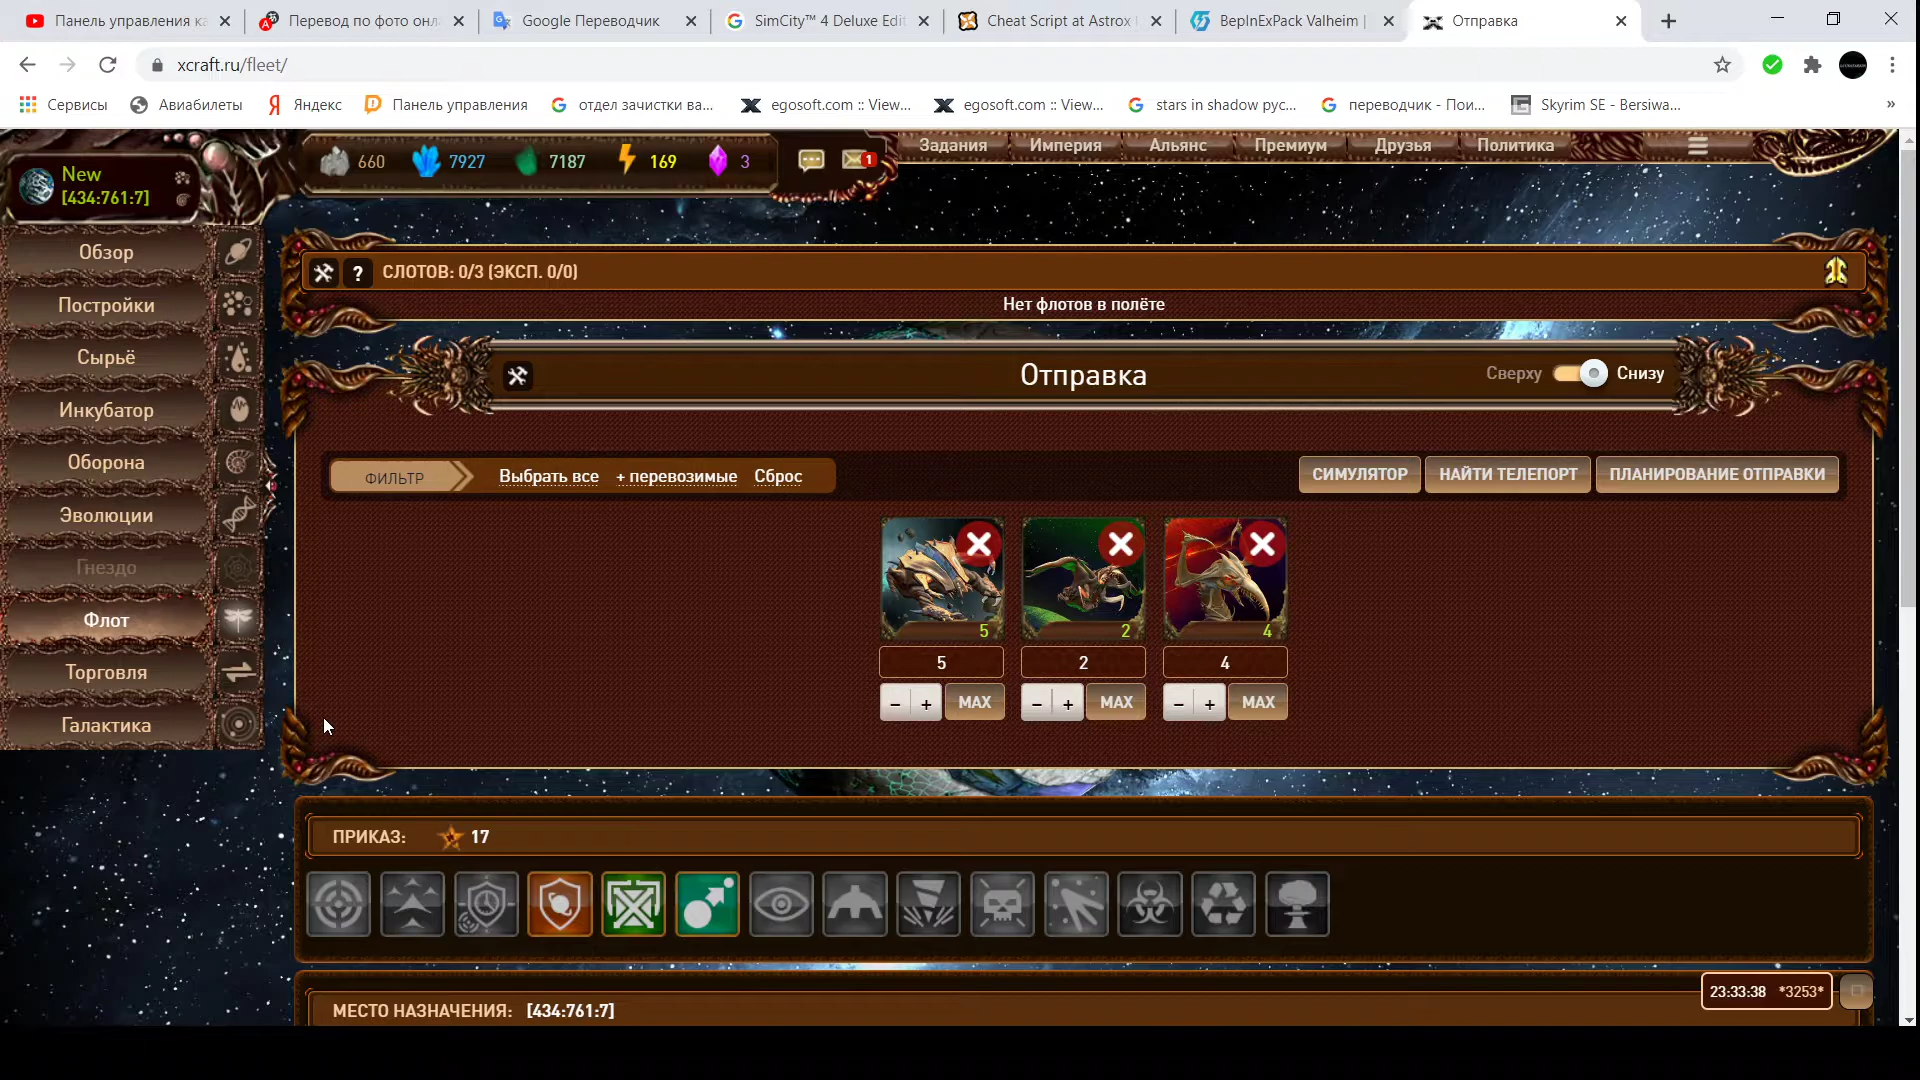 Панель управления ка
Перевод по фото онл
Google Переводчик
SimCity™ 4 Deluxe Edit
Cheat Script at Astrox I
BepInExPack Valheim |
Отправка
xcraft.ru/fleet/
Сервисы
Авиабилеты
Яндекс
Панель управления
отдел зачистки ва...
egosoft.com :: View...
egosoft.com :: View...
stars in shadow рус...
переводчик - Пои...
Skyrim SE - Bersiwa...
»
New
[434:761:7]
660
7927
7187
169
3
1
Задания
Империя
Альянс
Премиум
Друзья
Политика
Обзор
Постройки
Сырьё
Инкубатор
Оборона
Эволюции
Гнездо
Флот
Торговля
Галактика
? СЛОТОВ: 0/3 (ЭКСП. 0/0)
Нет флотов в полёте
Отправка
Сверху
Снизу
ФИЛЬТР
Выбрать все
+ перевозимые
Сброс
СИМУЛЯТОР
НАЙТИ ТЕЛЕПОРТ
ПЛАНИРОВАНИЕ ОТПРАВКИ
5
2
4
5
2
4
− + MAX
− + MAX
− + MAX
ПРИКАЗ: 17
МЕСТО НАЗНАЧЕНИЯ: [434:761:7]
23:33:38 *3253*